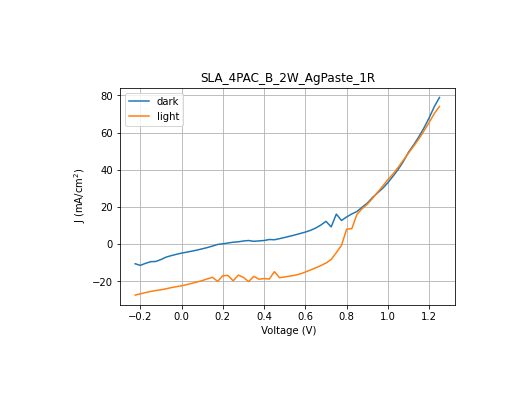 SLA_4PAC_B_2W_AgPaste_1R
dark
light
J (mA/cm²)
80
60
40
20
0
−20
−0.2 0.0 0.2 0.4 0.6 0.8 1.0 1.2
Voltage (V)